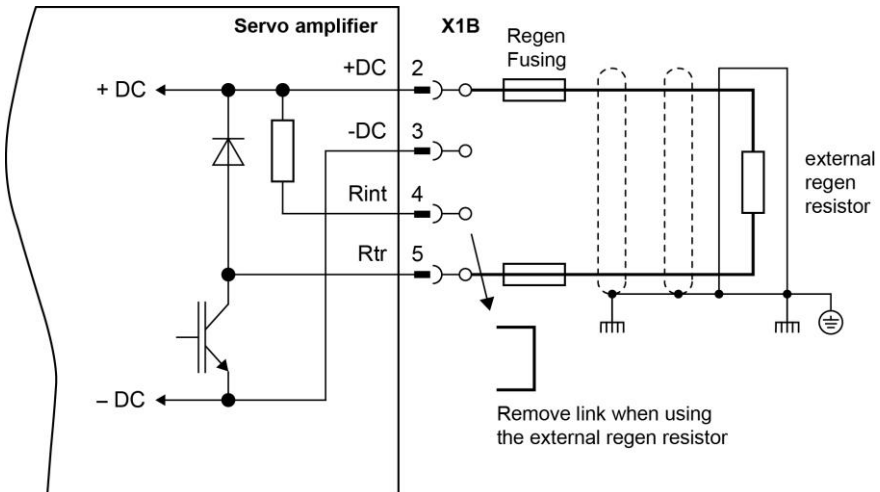 Servo amplifier
X1B
Regen
Fusing
+DC 2
+ DC
-DC 3
Rint 4
external
regen
resistor
Rtr 5
– DC
Remove link when using
the external regen resistor